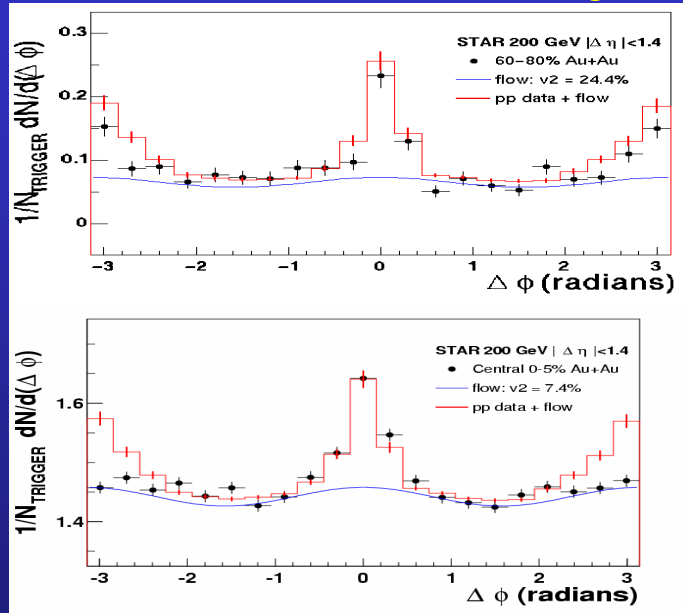 0.3
0.2
0.1
0
1/N_TRIGGER dN/d(Δ φ)
STAR 200 GeV |Δ η|<1.4
60−80% Au+Au
flow: v2 = 24.4%
pp data + flow
-3 -2 -1 0 1 2 3
Δ φ (radians)
1.6
1.4
1/N_TRIGGER dN/d(Δ φ)
STAR 200 GeV | Δ η|<1.4
Central 0-5% Au+Au
flow: v2 = 7.4%
pp data + flow
-3 -2 -1 0 1 2 3
Δ φ (radians)